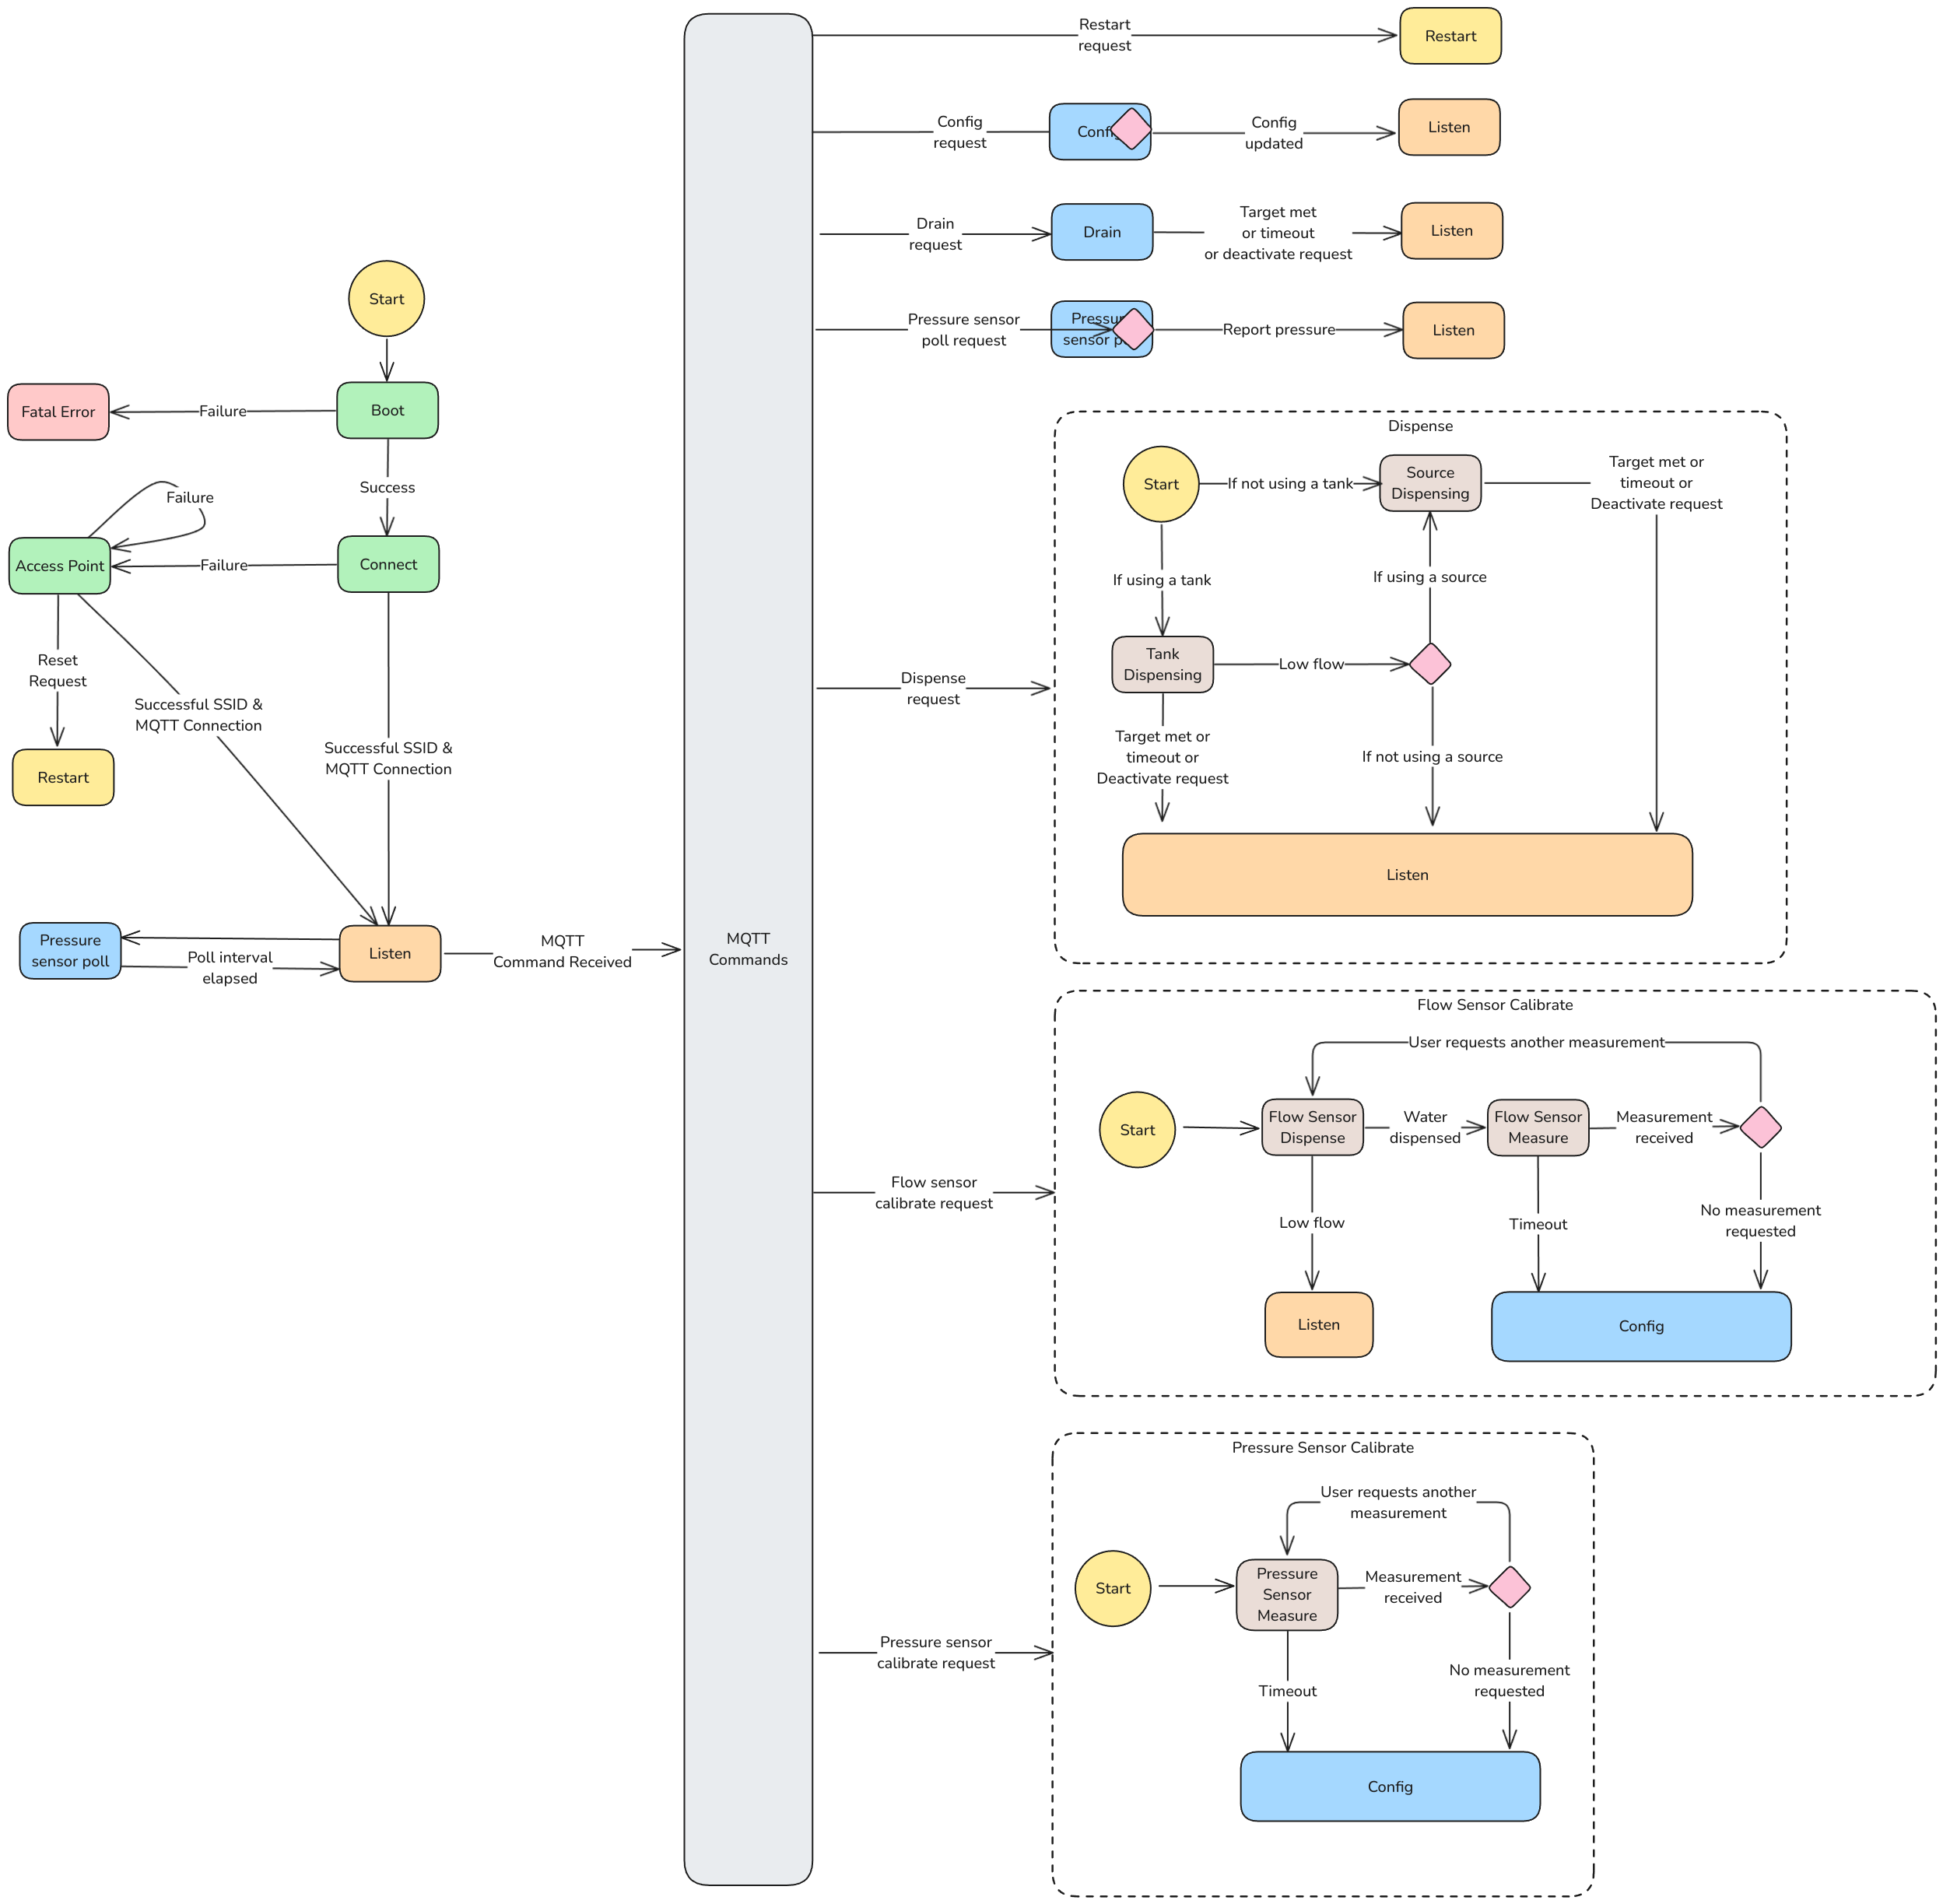 Start
Boot
Failure
Fatal Error
Success
Connect
Failure
Failure
Access Point
Reset
Request
Restart
Successful SSID &
MQTT Connection
Successful SSID &
MQTT Connection
Pressure
sensor poll
Poll interval
elapsed
Listen
MQTT
Command Received
MQTT
Commands
Restart
request
Restart
Config
request
Config
updated
Listen
Drain
request
Drain
Target met
or timeout
or deactivate request
Listen
Pressure sensor
poll request
sensor
Report pressure
Listen
Dispense
request
Dispense
Start
If not using a tank
Source
Dispensing
Target met or
timeout or
Deactivate request
If using a tank
If using a source
Tank
Dispensing
Low flow
Target met or
timeout or
Deactivate request
If not using a source
Listen
Flow sensor
calibrate request
Flow Sensor Calibrate
User requests another measurement
Start
Flow Sensor
Dispense
Water
dispensed
Flow Sensor
Measure
Measurement
received
Low flow
Timeout
No measurement
requested
Listen
Config
Pressure sensor
calibrate request
Pressure Sensor Calibrate
User requests another
measurement
Start
Pressure
Sensor
Measure
Measurement
received
Timeout
No measurement
requested
Config